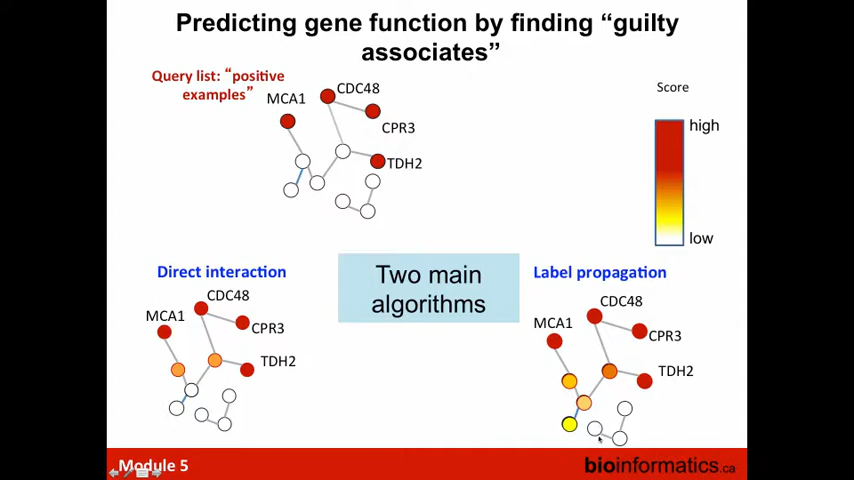 Predicting gene function by finding “guilty
associates”
Query list: “positive
examples”
MCA1
CDC48
CPR3
TDH2
Score
high
low
Direct interaction
Two main
algorithms
Label propagation
MCA1
CDC48
CPR3
TDH2
MCA1
CDC48
CPR3
TDH2
Module 5
bioinformatics.ca